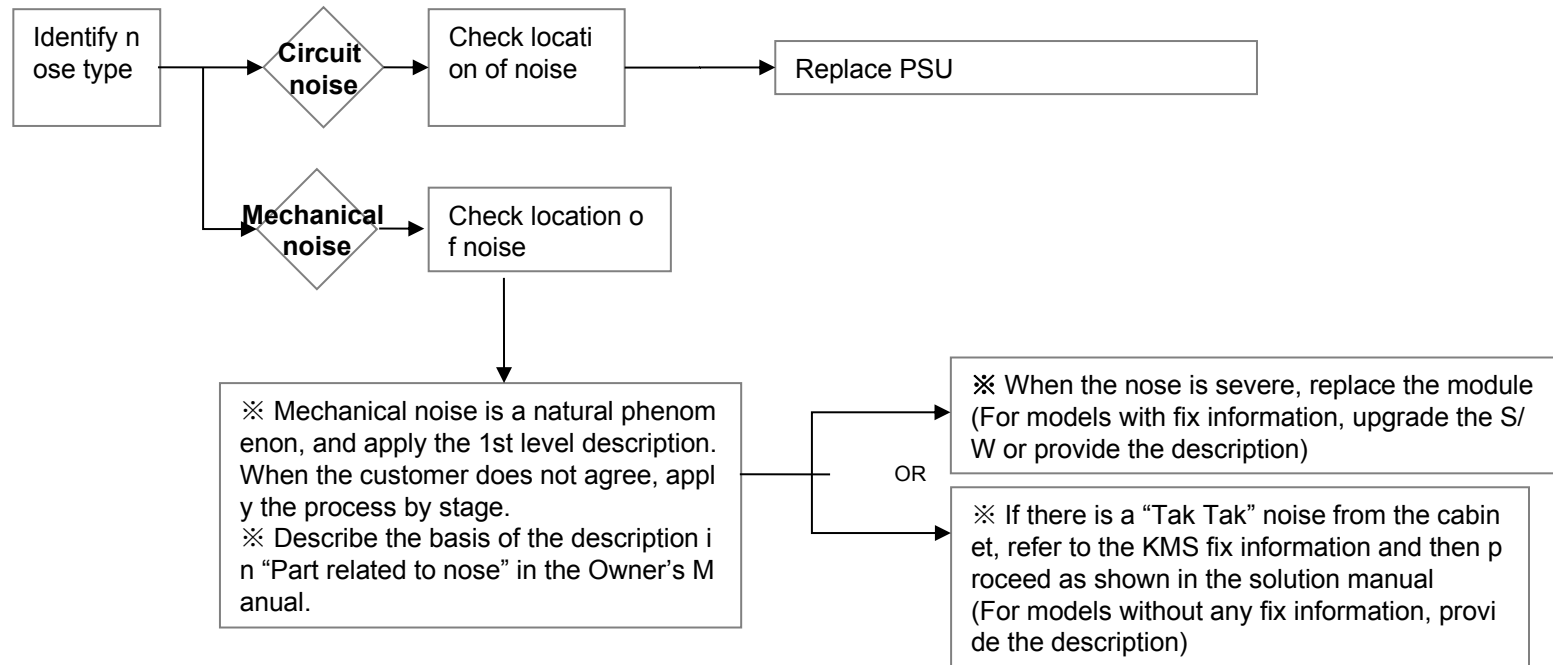 Identify n
ose type
Circuit
noise
Check locati
on of noise
Replace PSU
Mechanical
noise
Check location o
f noise
※ Mechanical noise is a natural phenom
enon, and apply the 1st level description.
When the customer does not agree, appl
y the process by stage.
※ Describe the basis of the description i
n “Part related to nose” in the Owner’s M
anual.
OR
※ When the nose is severe, replace the module
(For models with fix information, upgrade the S/
W or provide the description)
※ If there is a “Tak Tak” noise from the cabin
et, refer to the KMS fix information and then p
roceed as shown in the solution manual
(For models without any fix information, provi
de the description)